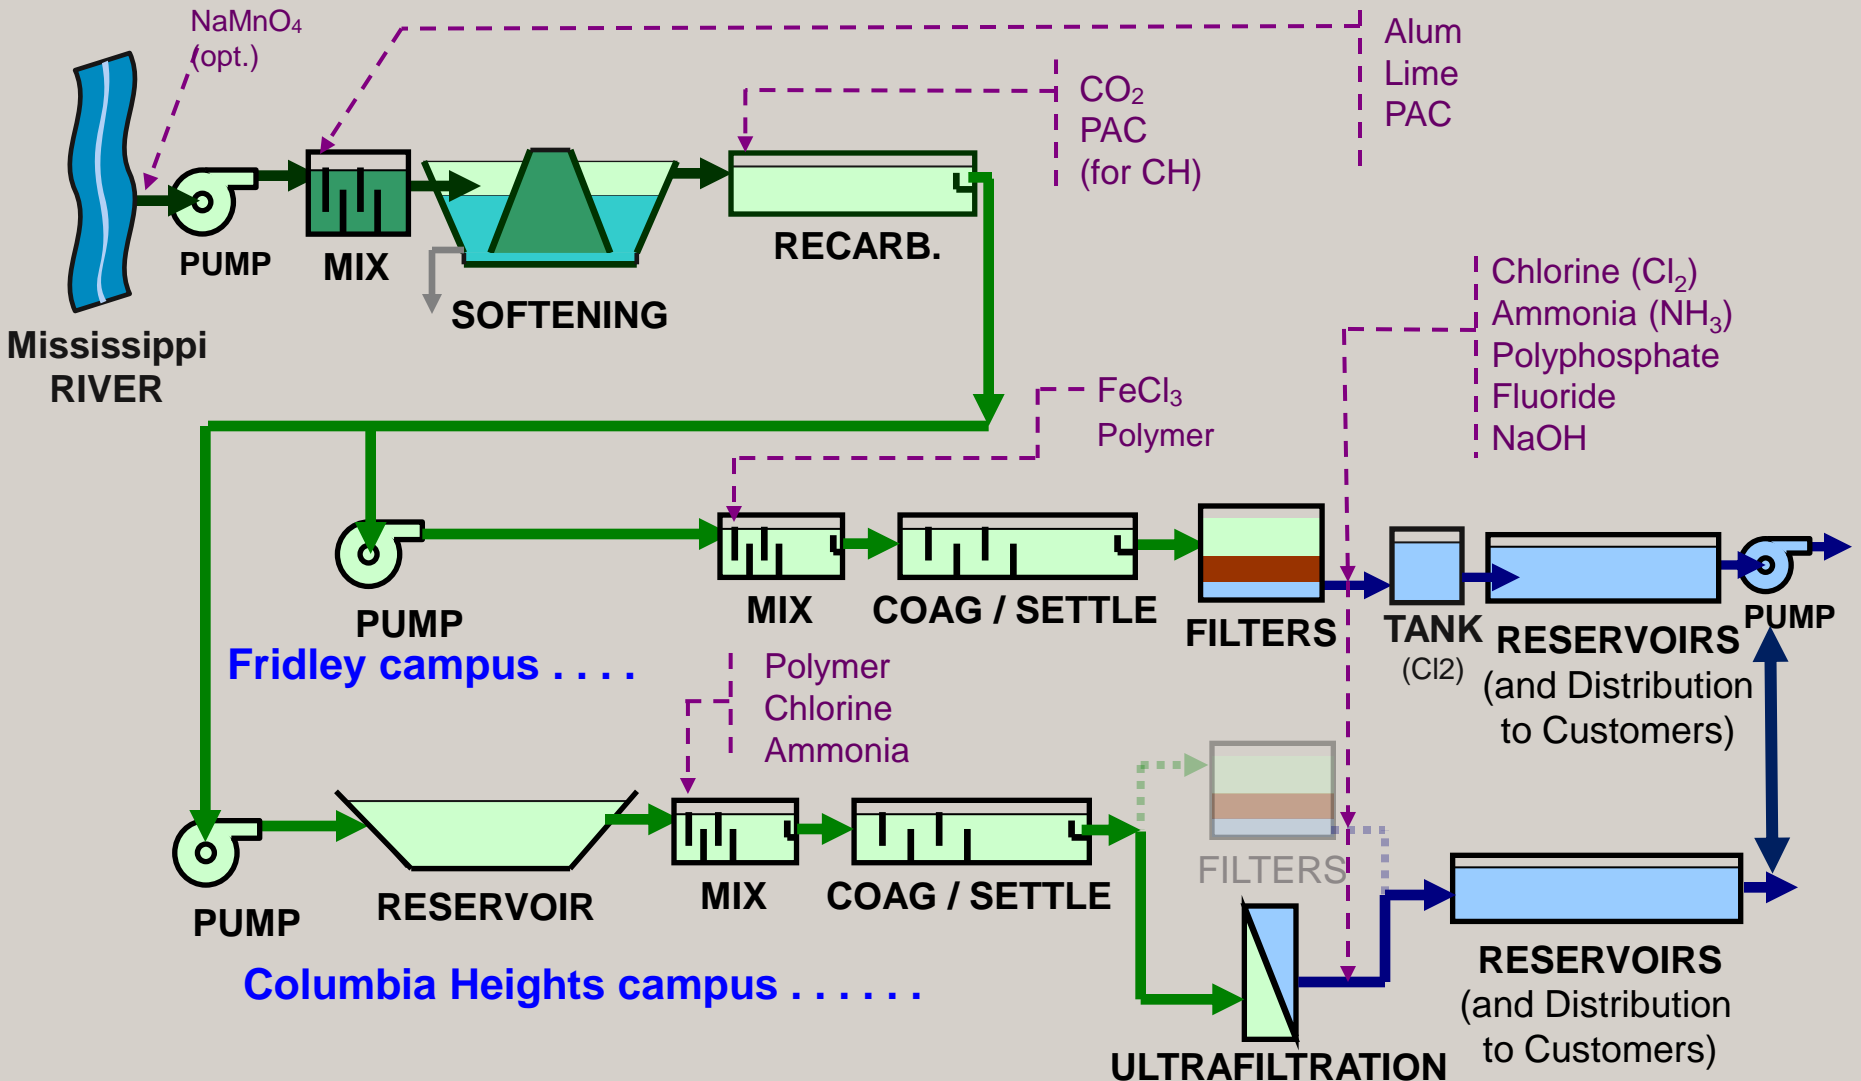 NaMnO4
(opt.)
Alum
Lime
PAC
CO2
PAC
(for CH)
PUMP
MIX
SOFTENING
RECARB.
Mississippi
RIVER
Chlorine (Cl2)
Ammonia (NH3)
Polyphosphate
Fluoride
NaOH
FeCl3
Polymer
PUMP
MIX
COAG / SETTLE
FILTERS
TANK
(Cl2)
RESERVOIRS
(and Distribution
to Customers)
PUMP
Fridley campus . . . .
Polymer
Chlorine
Ammonia
PUMP
RESERVOIR
MIX
COAG / SETTLE
FILTERS
ULTRAFILTRATION
RESERVOIRS
(and Distribution
to Customers)
Columbia Heights campus . . . . . .